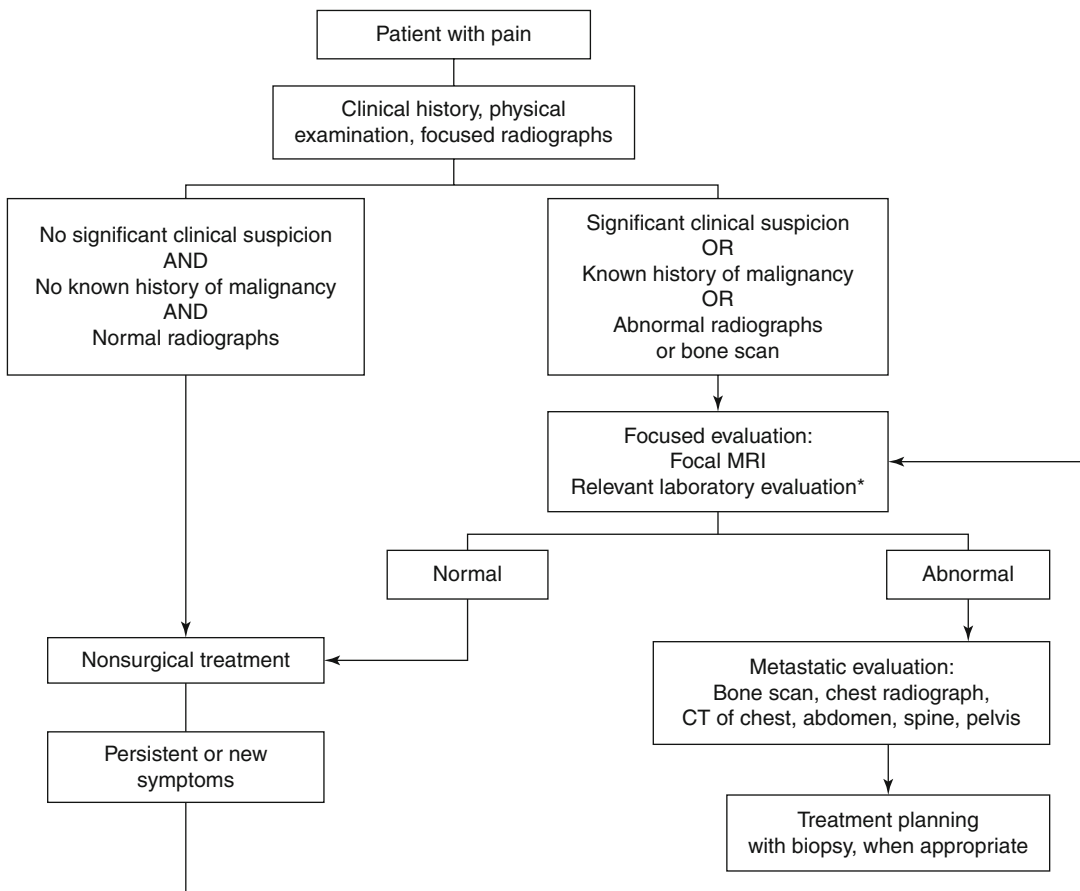 Patient with pain
Clinical history, physical
examination, focused radiographs
No significant clinical suspicion
AND
No known history of malignancy
AND
Normal radiographs
Significant clinical suspicion
OR
Known history of malignancy
OR
Abnormal radiographs
or bone scan
Focused evaluation:
Focal MRI
Relevant laboratory evaluation*
Normal
Abnormal
Nonsurgical treatment
Metastatic evaluation:
Bone scan, chest radiograph,
CT of chest, abdomen, spine, pelvis
Persistent or new
symptoms
Treatment planning
with biopsy, when appropriate